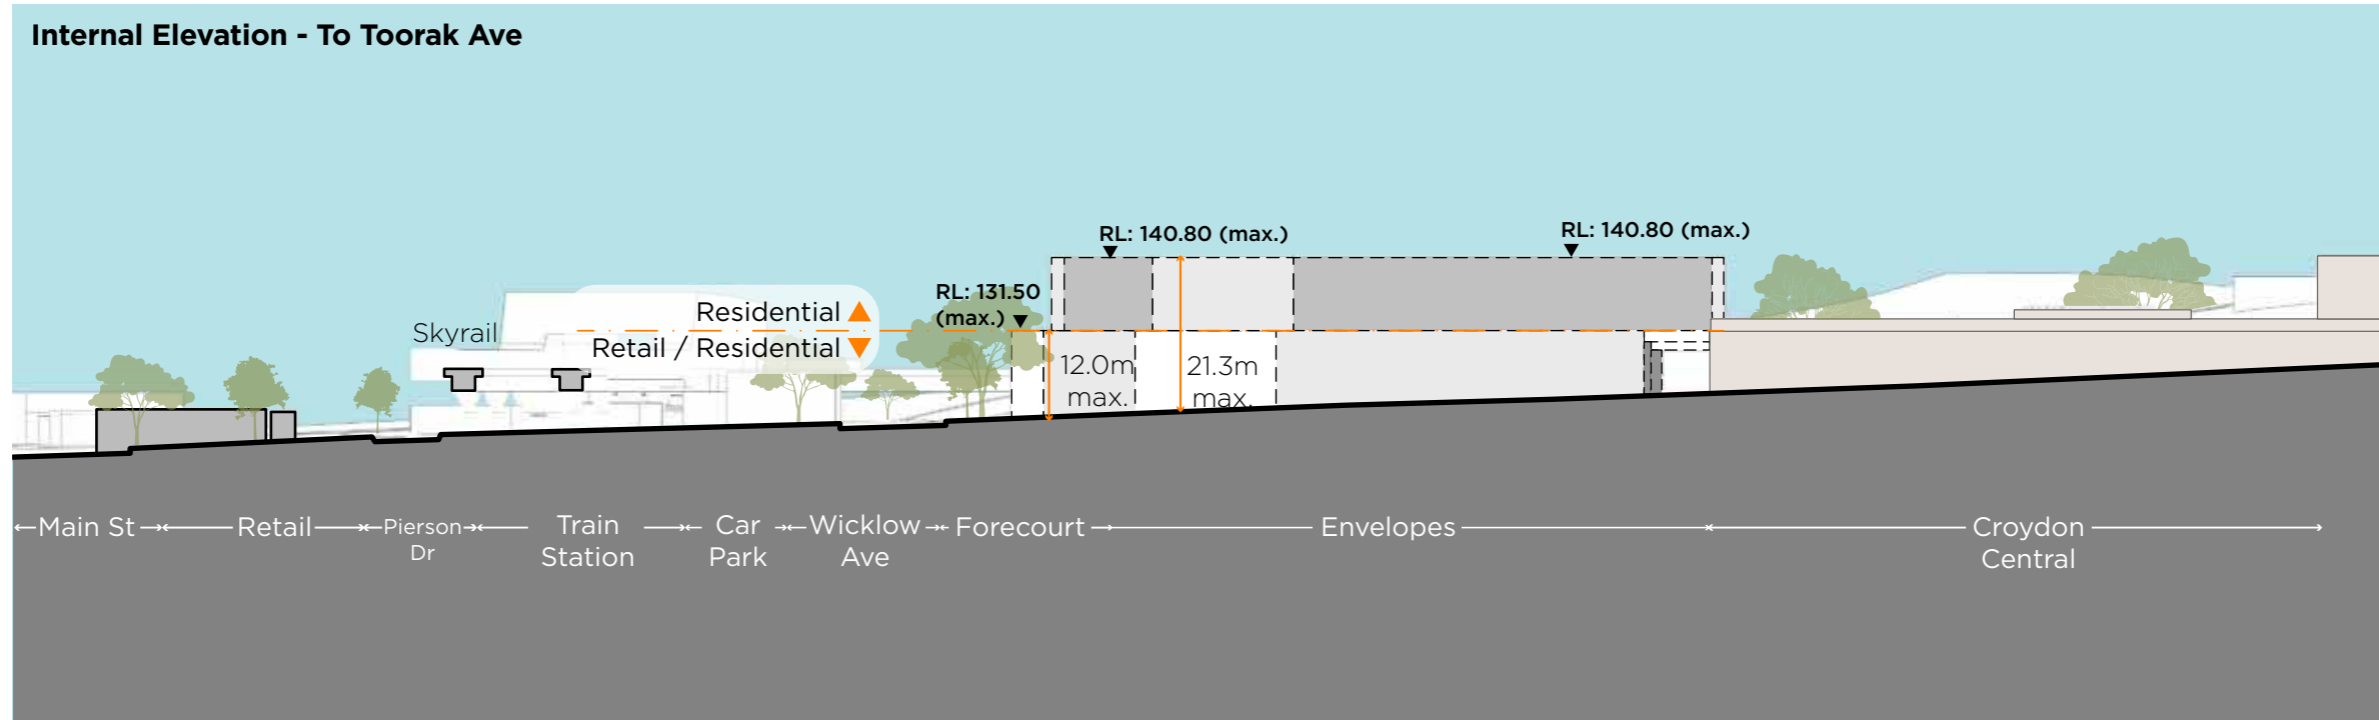 Internal Elevation - To Toorak Ave
RL: 140.80 (max.)
RL: 140.80 (max.)
RL: 131.50
(max.)
Residential
Skyrail
Retail / Residential
12.0m
max.
21.3m
max.
Main St
Retail
Pierson
Dr
Train
Station
Car
Park
Wicklow
Ave
Forecourt
Envelopes
Croydon
Central